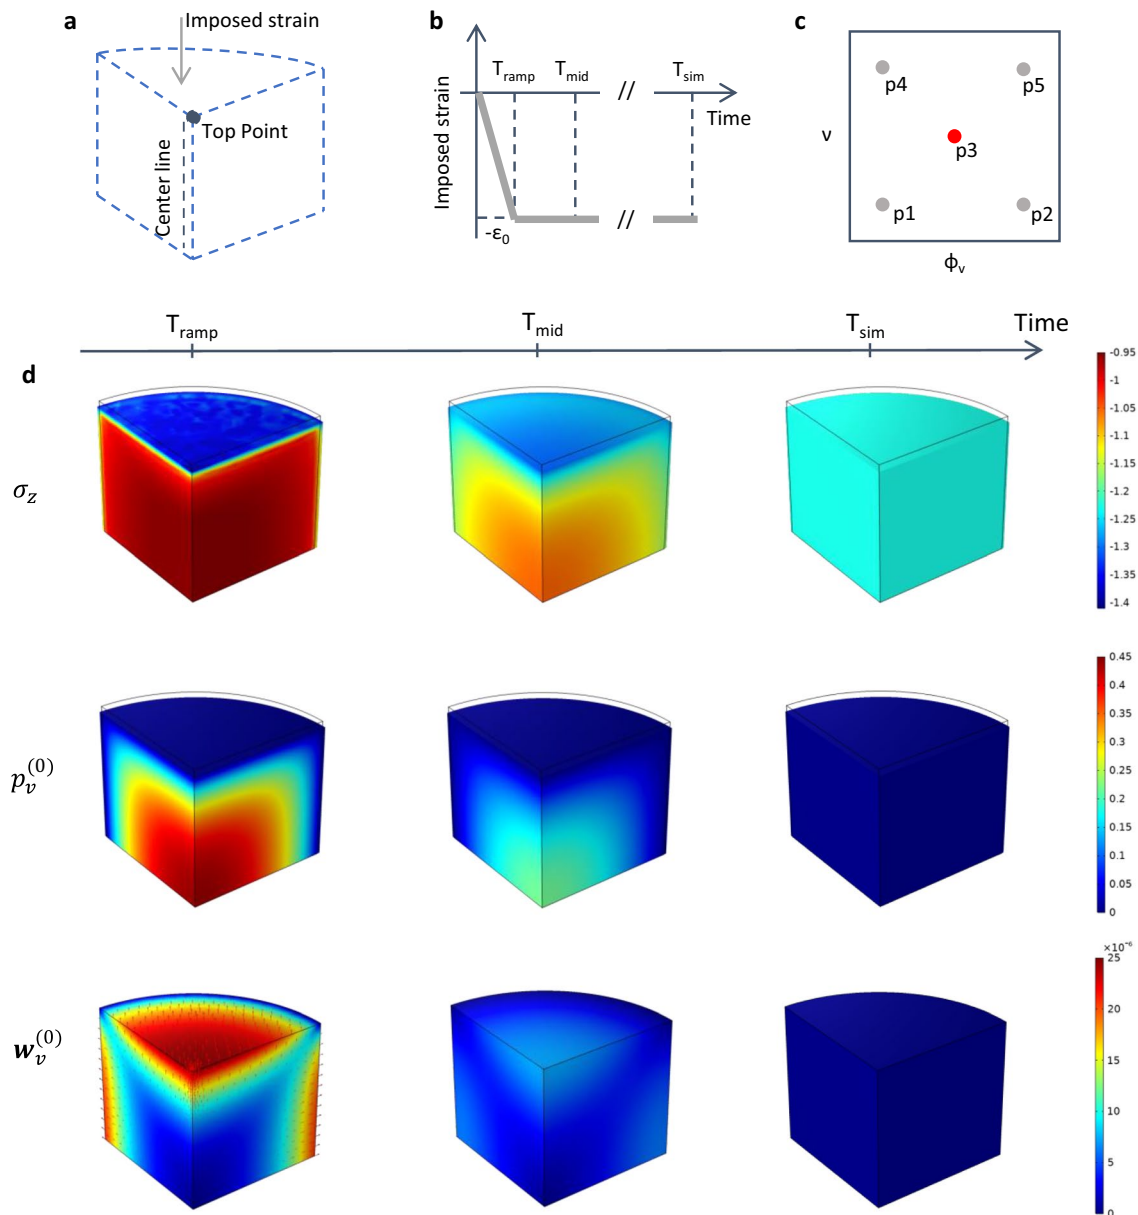 a
Imposed strain
Top Point
Center line
b
Imposed strain
T_ramp
T_mid
T_sim
//
Time
-ε_0
//
c
p4
p5
ν
p3
p1
p2
ϕ_v
T_ramp
T_mid
T_sim
Time
d
σ_z
-0.95
-1
-1.05
-1.1
-1.15
-1.2
-1.25
-1.3
-1.35
-1.4
p_v^(0)
0.45
0.4
0.35
0.3
0.25
0.2
0.15
0.1
0.05
0
w_v^(0)
×10⁻⁶
25
20
15
10
5
0